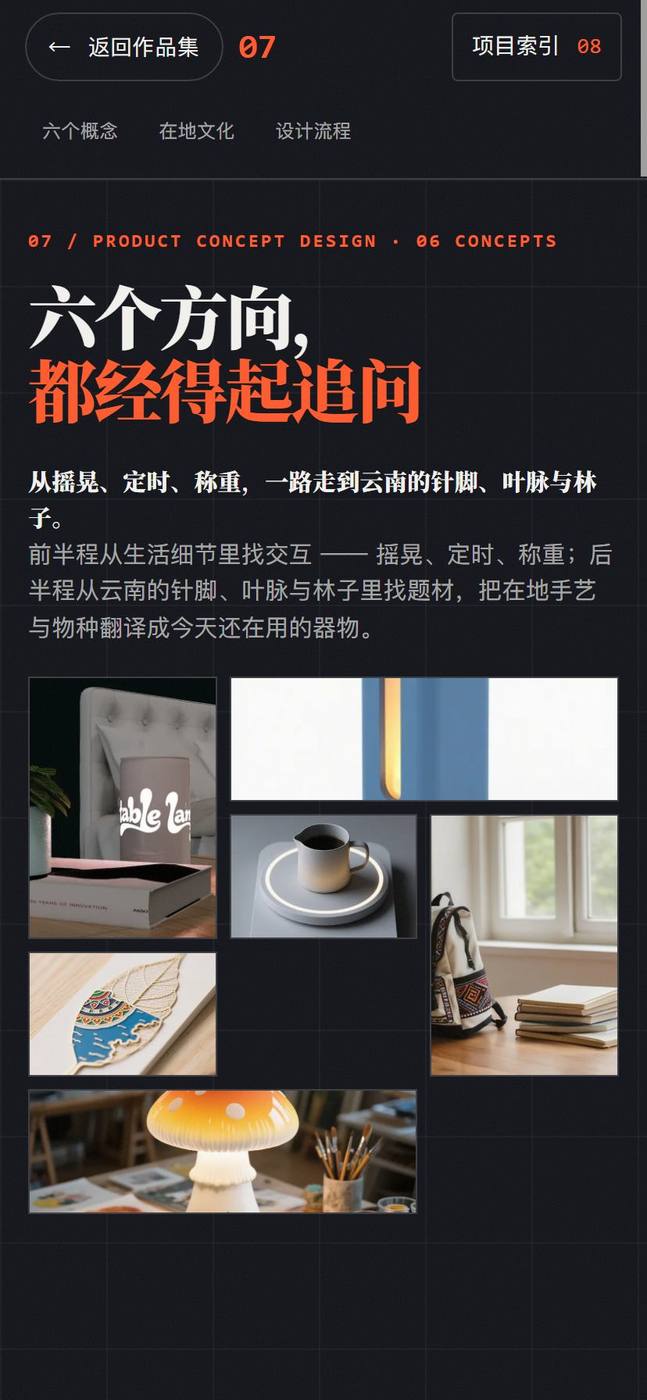 ← 返回作品集 07
项目索引 08
六个概念 在地文化 设计流程
07 / PRODUCT CONCEPT DESIGN · 06 CONCEPTS
六个方向,
都经得起追问
从摇晃、定时、称重，一路走到云南的针脚、叶脉与林
子。
前半程从生活细节里找交互 —— 摇晃、定时、称重；后
半程从云南的针脚、叶脉与林子里找题材，把在地手艺
与物种翻译成今天还在用的器物。
table Lam
YEARS OF INNOVATION